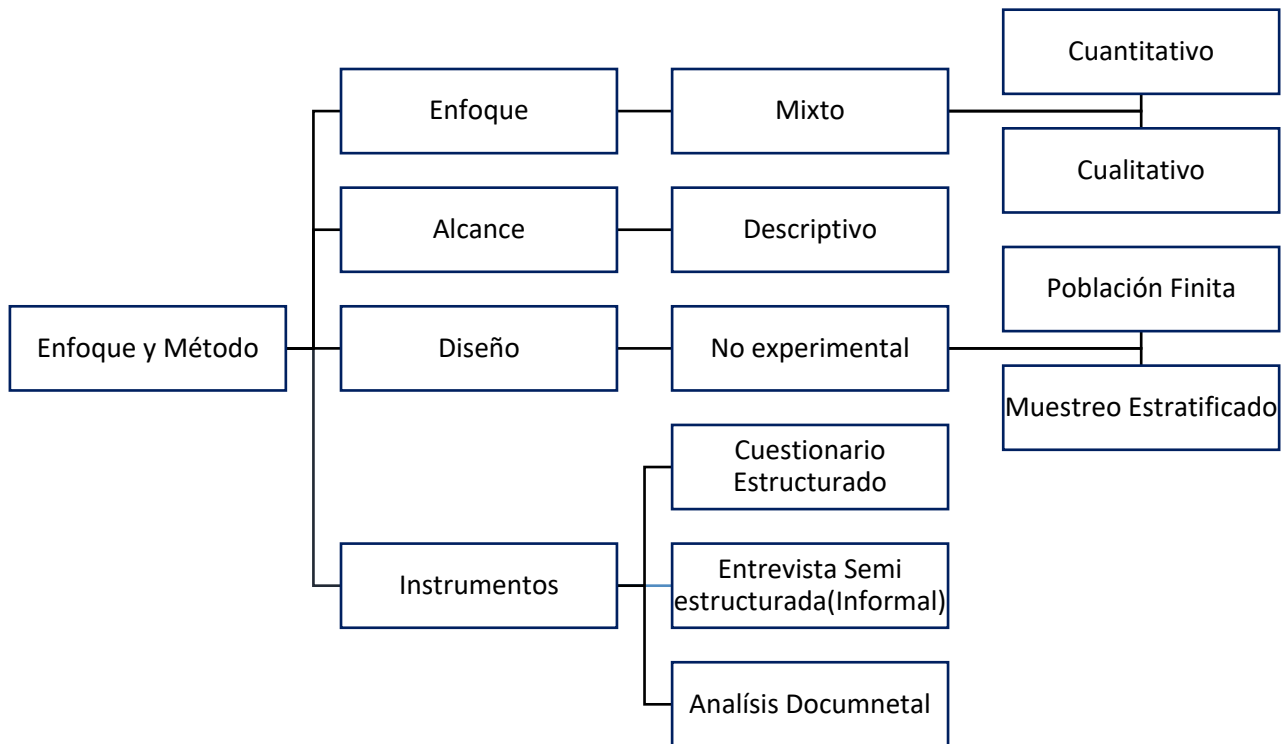 Enfoque y Método
Enfoque
Mixto
Cuantitativo
Cualitativo
Alcance
Descriptivo
Diseño
No experimental
Población Finita
Muestreo Estratificado
Instrumentos
Cuestionario
Estructurado
Entrevista Semi
estructurada(Informal)
Analísis Documnetal